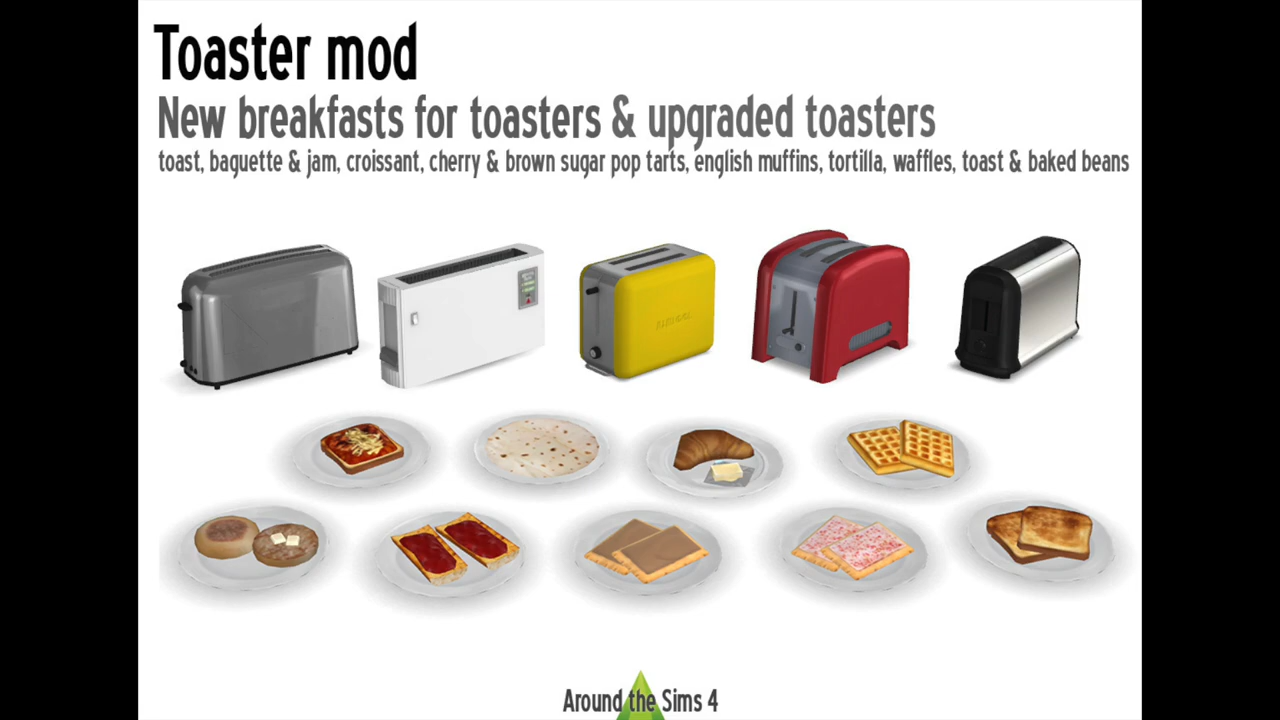 Toaster mod
New breakfasts for toasters & upgraded toasters
toast, baguette & jam, croissant, cherry & brown sugar pop tarts, english muffins, tortilla, waffles, toast & baked beans
Around the Sims 4